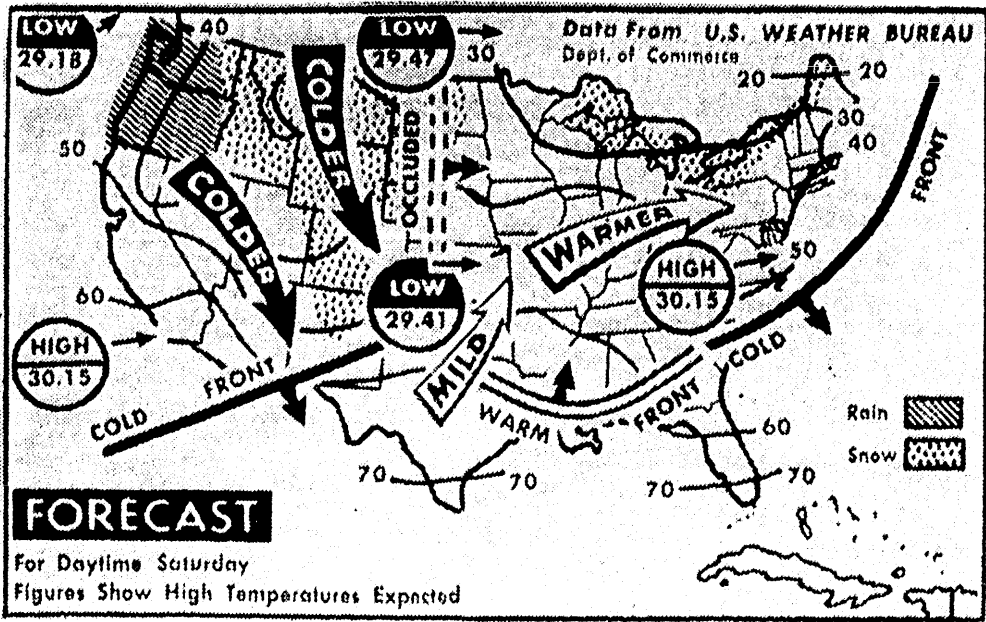 LOW
29.18
40
LOW
29.47
30
Data From U.S. WEATHER BUREAU
Dept. of Commerce
20
20
30
40
50
COLDER
COLDER
OCCLUDED
WARMER
FRONT
50
HIGH
30.15
60
LOW
29.41
HIGH
30.15
MILD
COLD FRONT
WARM FRONT
COLD
60
70
70
70
70
Rain
Snow
FORECAST
For Daytime Saturday
Figures Show High Temperatures Expected